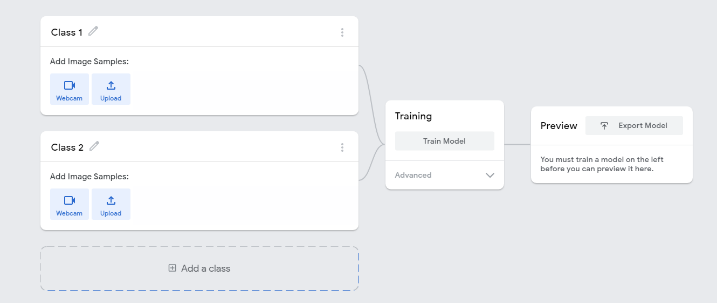 Class 1
Add Image Samples:
Webcam
Upload
Class 2
Add Image Samples:
Webcam
Upload
Add a class
Training
Train Model
Advanced
Preview
Export Model
You must train a model on the left
before you can preview it here.